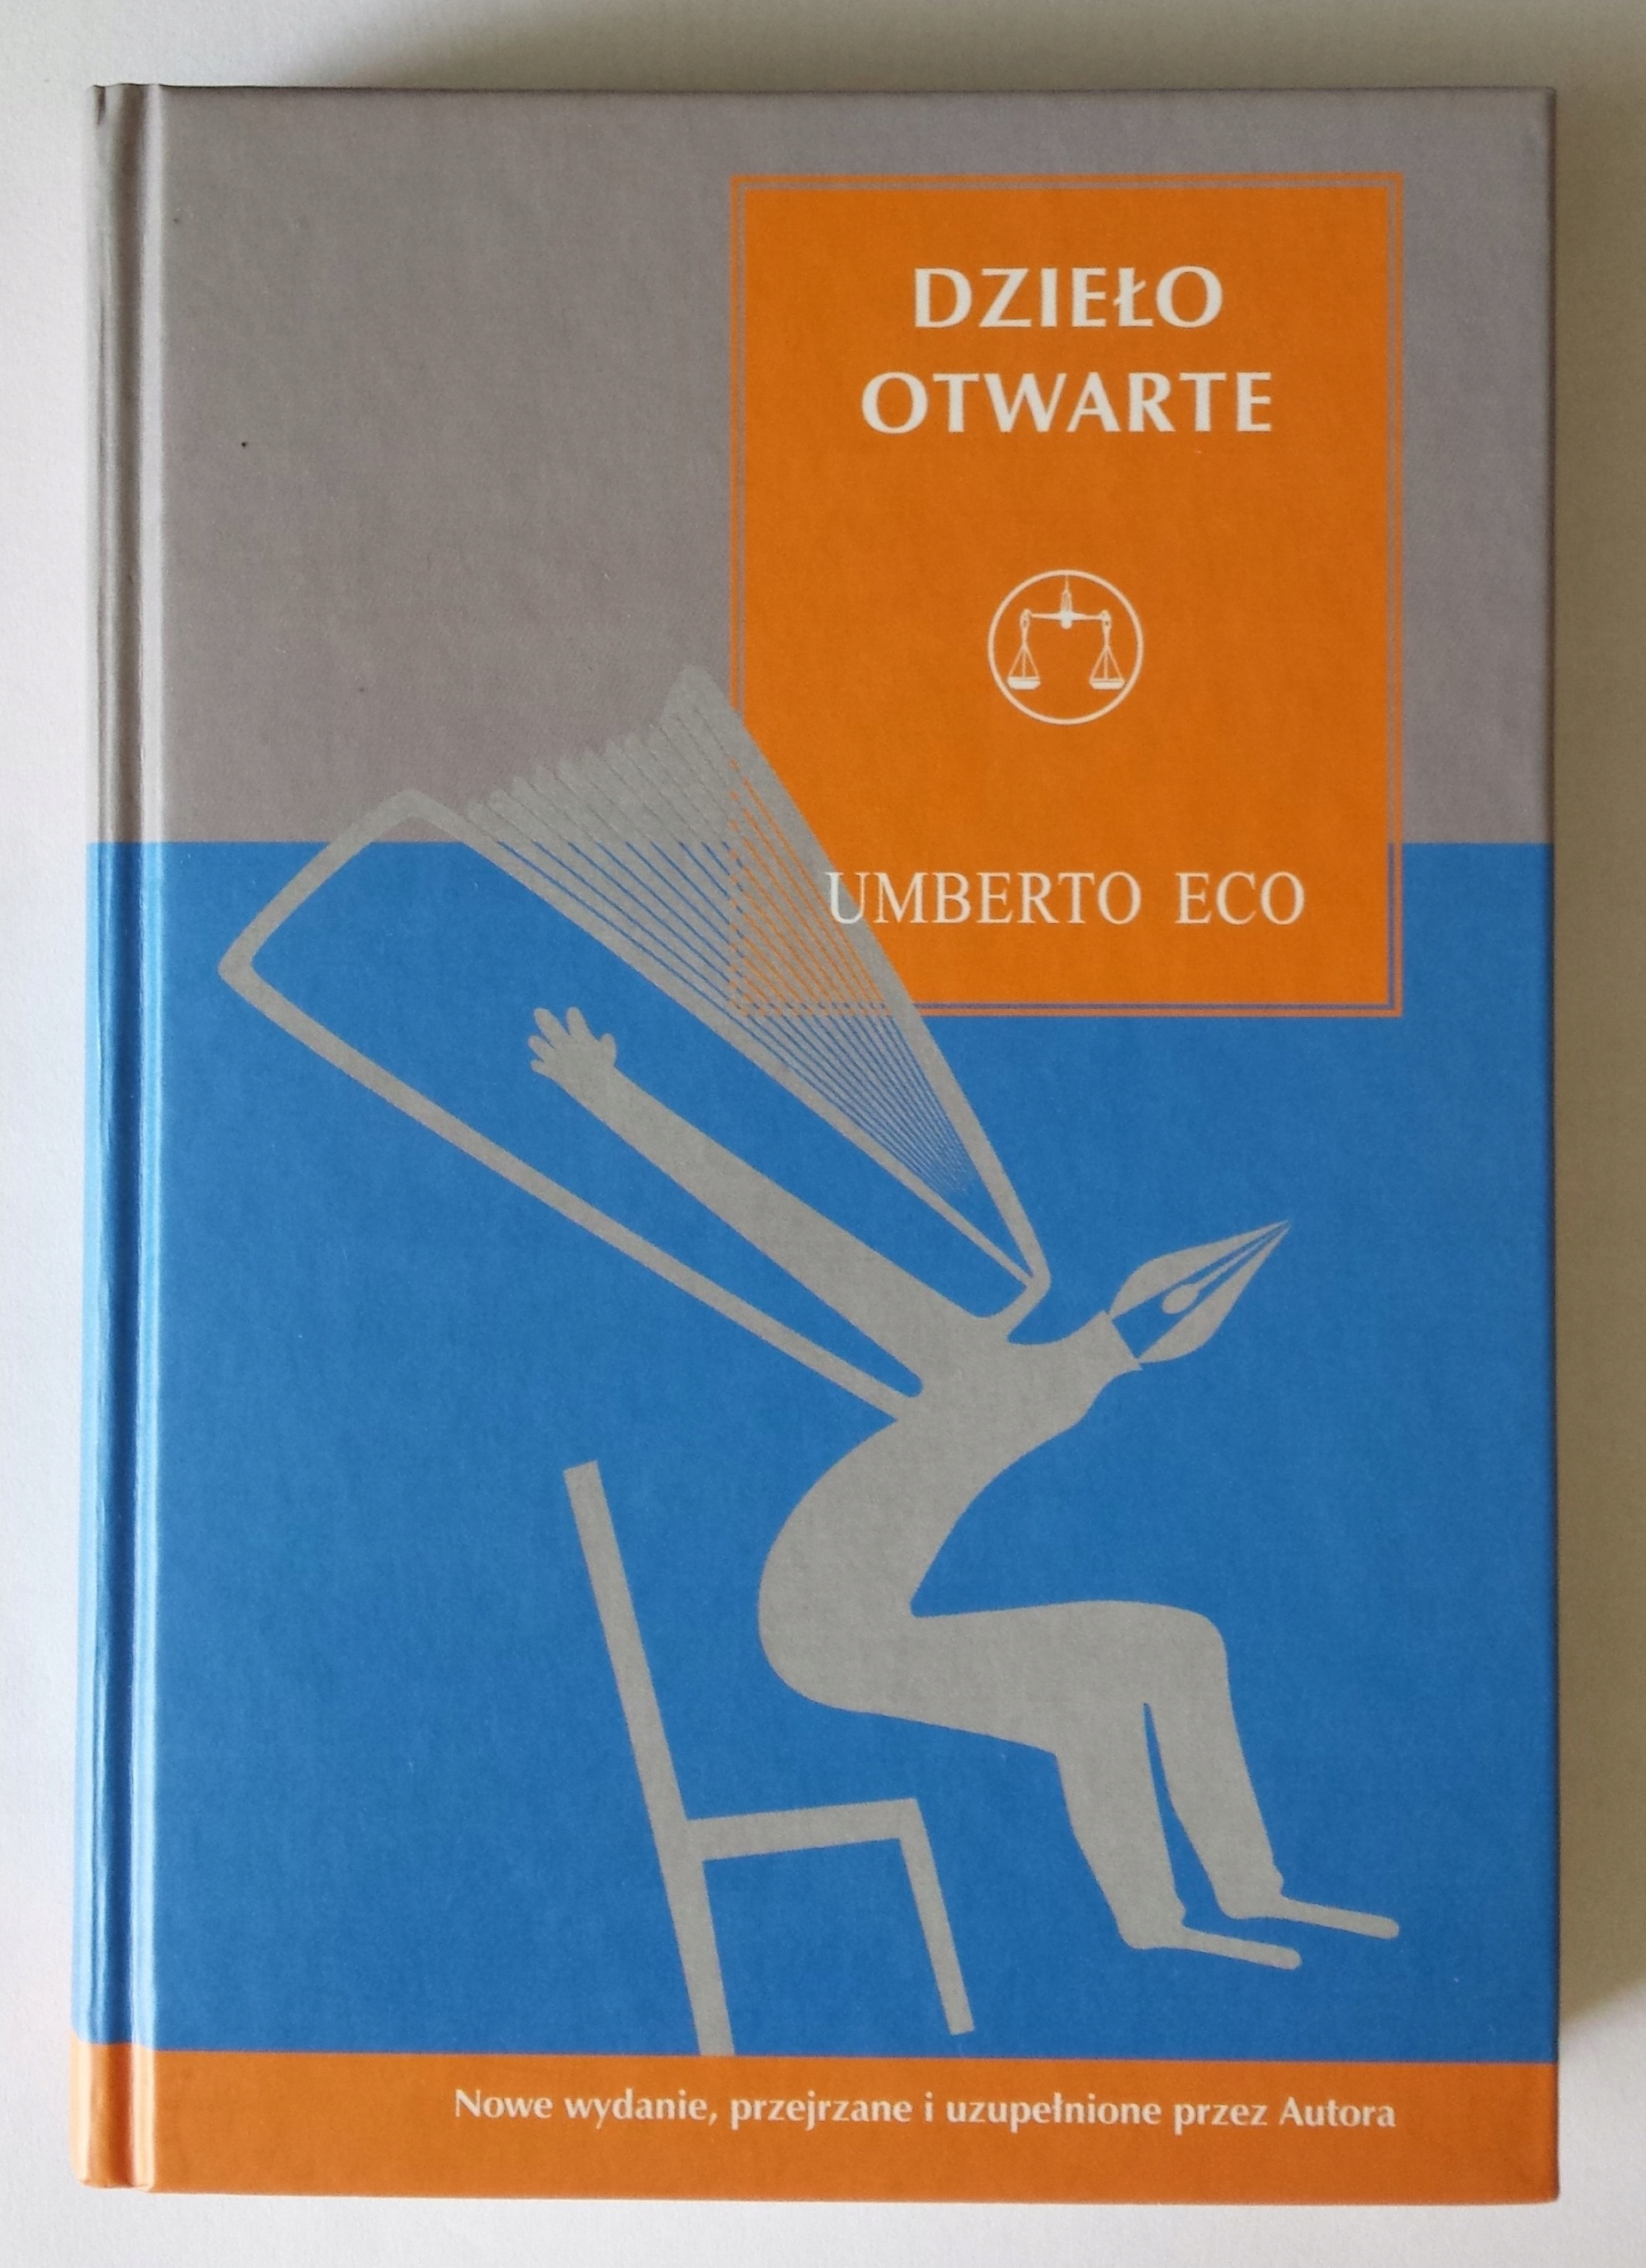 DZIEŁO
OTWARTE
UMBERTO ECO
Nowe wydanie, przejrzane i uzupełnione przez Autora